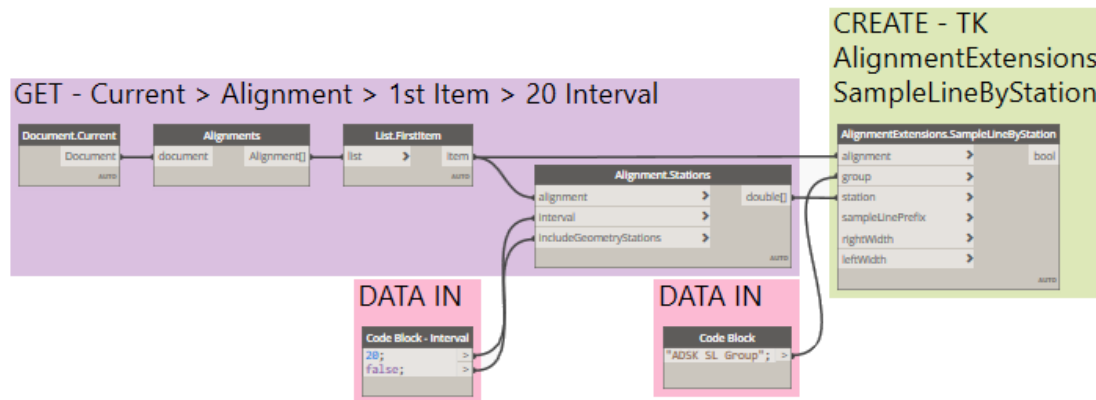 CREATE - TK
AlignmentExtensions
SampleLineByStation
GET - Current > Alignment > 1st Item > 20 Interval
Document.Current
Document
AUTO
Alignments
document
Alignment[]
AUTO
List.FirstItem
list >
item
AUTO
Alignment.Stations
alignment >
double[]
interval >
includeGeometryStations >
AUTO
AlignmentExtensions.SampleLineByStation
alignment >
bool
group >
station >
sampleLinePrefix >
rightWidth >
leftWidth >
AUTO
DATA IN
Code Block - Interval
20; >
false; >
DATA IN
Code Block
"ADSK SL Group"; >